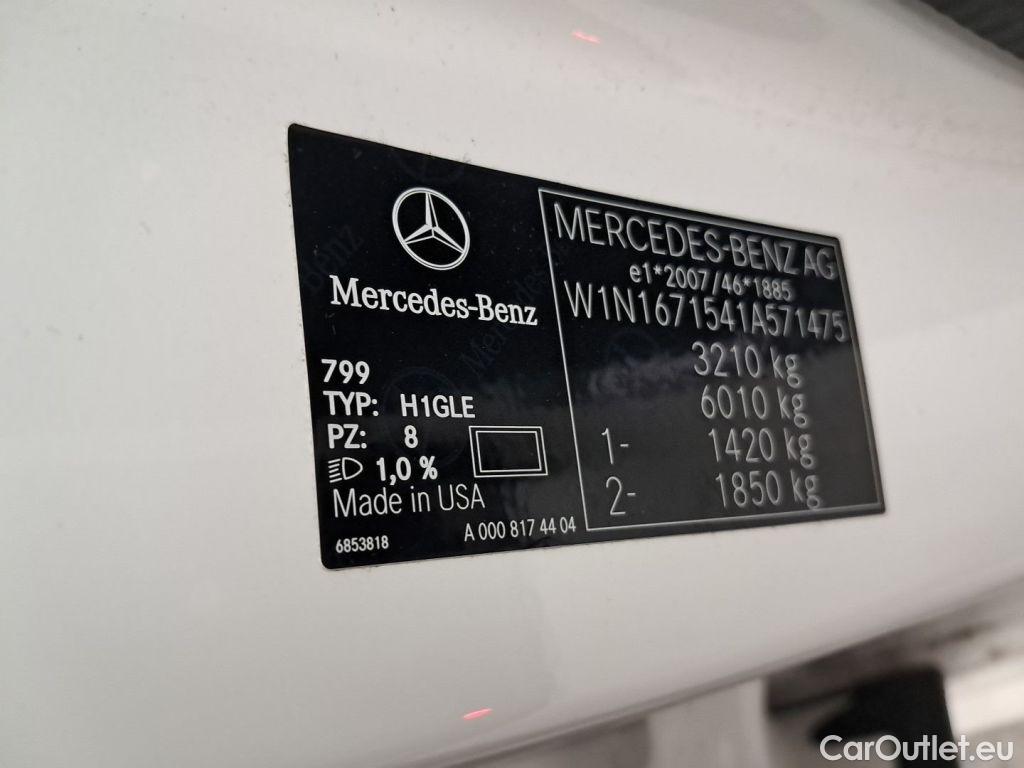 Mercedes-Benz
799
TYP: H1GLE
PZ: 8
1,0 %
Made in USA
6853818
A 000 817 44 04
MERCEDES-BENZ AG
e1*2007/46*1885
W1N1671541A571475
3210 kg
6010 kg
1- 1420 kg
2- 1850 kg
CarOutlet.eu